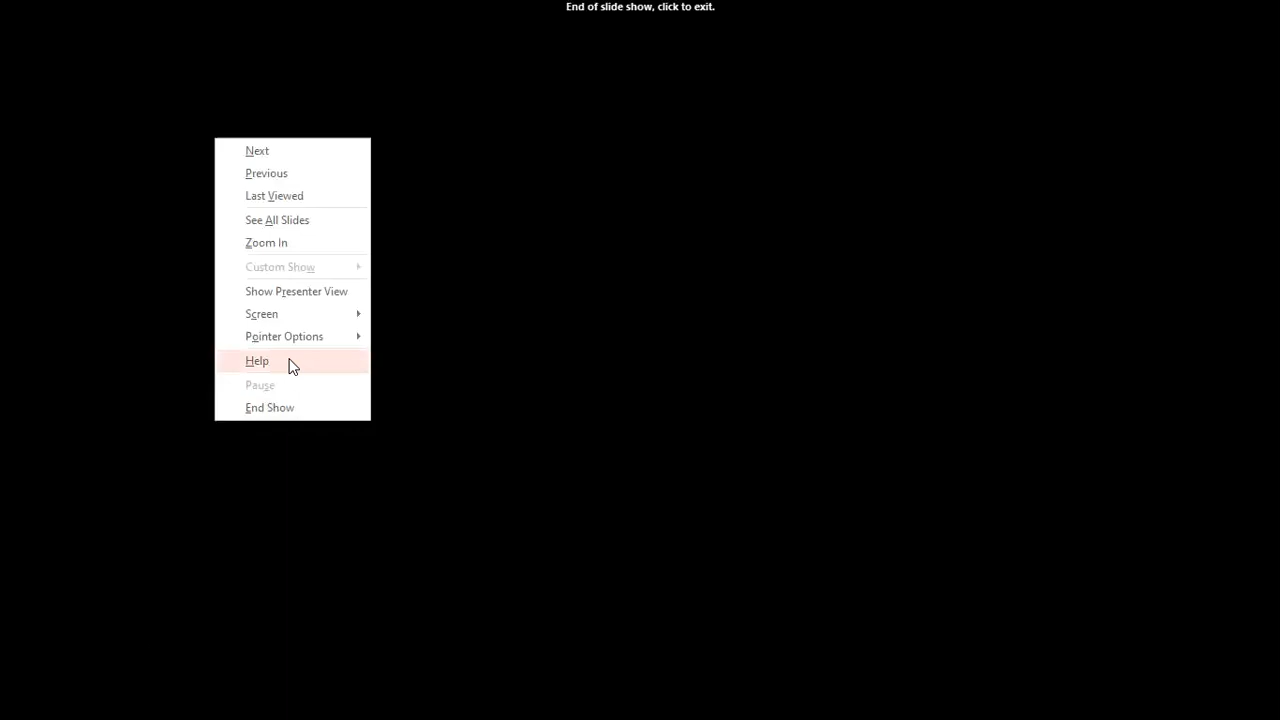 End of slide show, click to exit.
Next
Previous
Last Viewed
See All Slides
Zoom In
Custom Show
Show Presenter View
Screen
Pointer Options
Help
Pause
End Show